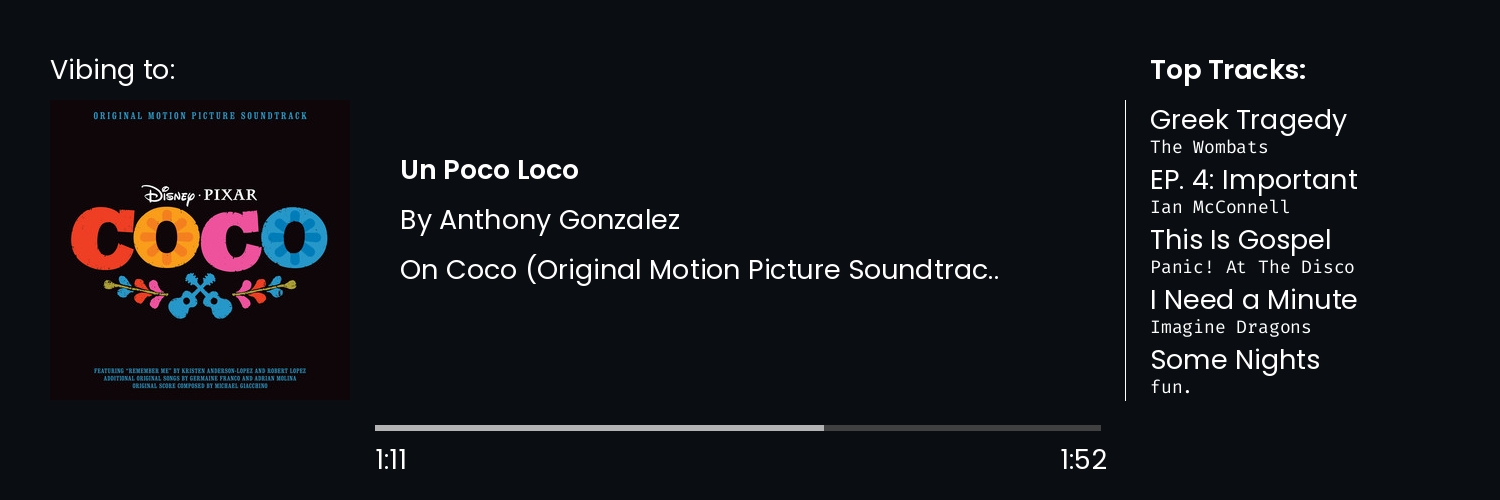 Vibing to:
ORIGINAL MOTION PICTURE SOUNDTRACK
Disney · PIXAR
COCO
FEATURING "REMEMBER ME" BY KRISTEN ANDERSON-LOPEZ AND ROBERT LOPEZ
ADDITIONAL ORIGINAL SONGS BY GERMAINE FRANCO AND ADRIAN MOLINA
ORIGINAL SCORE COMPOSED BY MICHAEL GIACCHINO
Un Poco Loco
By Anthony Gonzalez
On Coco (Original Motion Picture Soundtrac..
1:11
1:52
Top Tracks:
Greek Tragedy
The Wombats
EP. 4: Important
Ian McConnell
This Is Gospel
Panic! At The Disco
I Need a Minute
Imagine Dragons
Some Nights
fun.